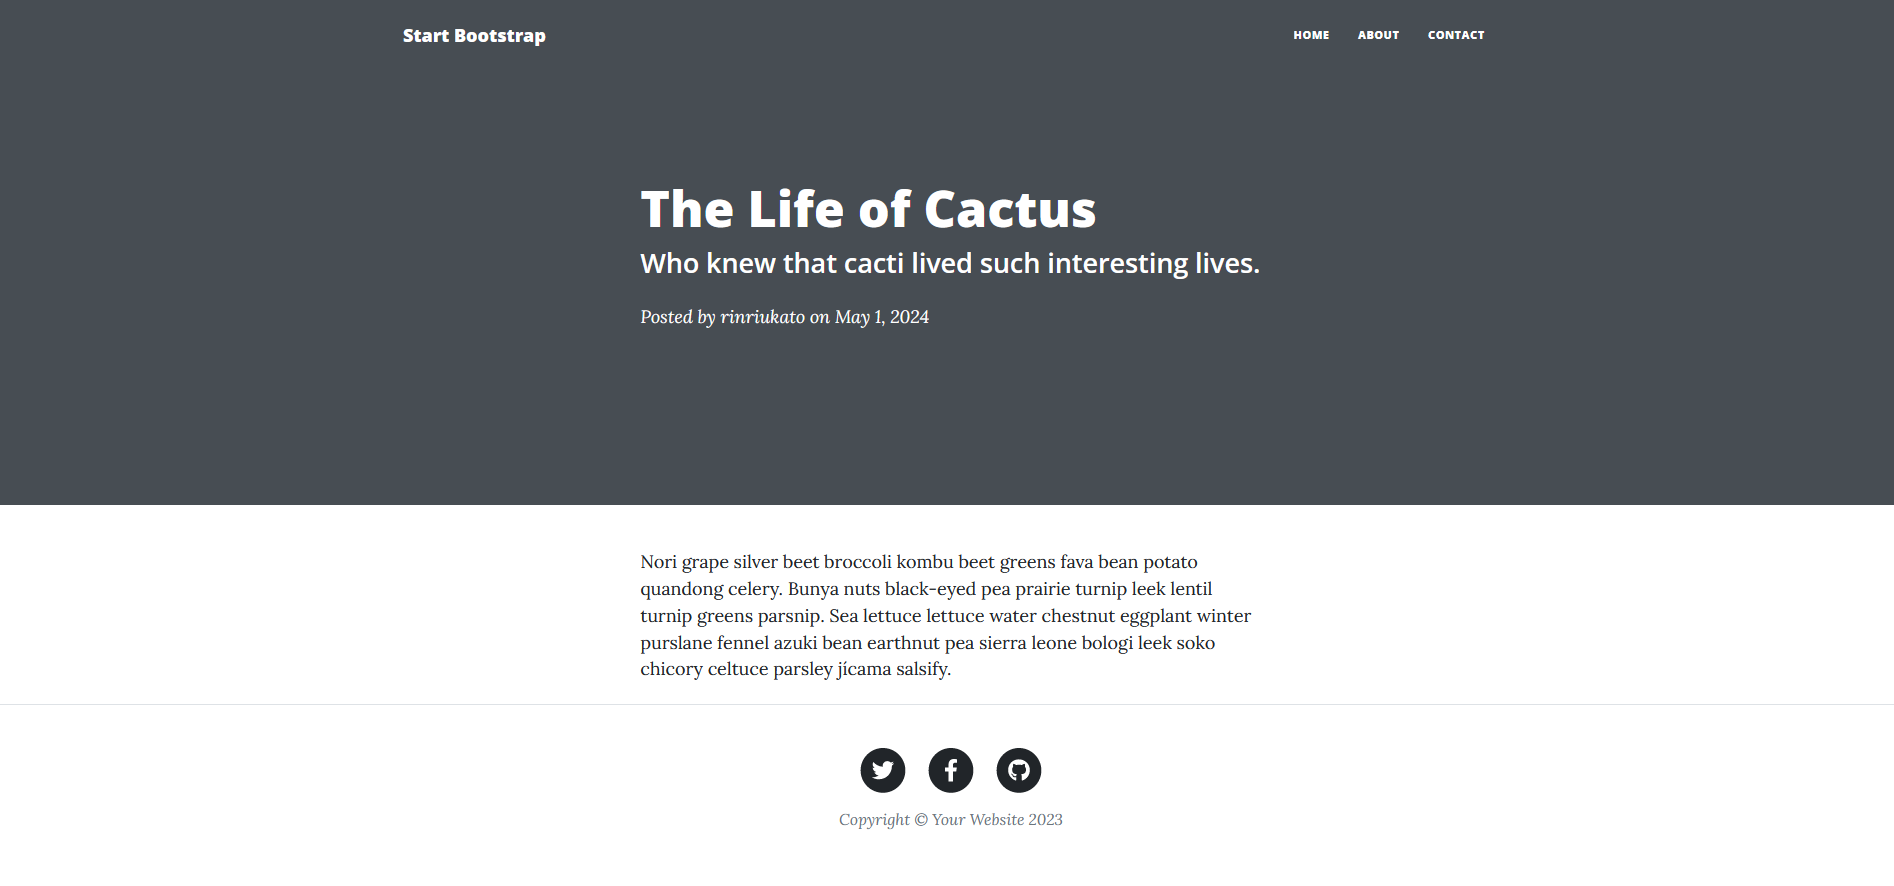 Start Bootstrap
HOME ABOUT CONTACT
The Life of Cactus
Who knew that cacti lived such interesting lives.
Posted by rinriukato on May 1, 2024
Nori grape silver beet broccoli kombu beet greens fava bean potato
quandong celery. Bunya nuts black-eyed pea prairie turnip leek lentil
turnip greens parsnip. Sea lettuce lettuce water chestnut eggplant winter
purslane fennel azuki bean earthnut pea sierra leone bologi leek soko
chicory celtuce parsley jícama salsify.
Copyright © Your Website 2023